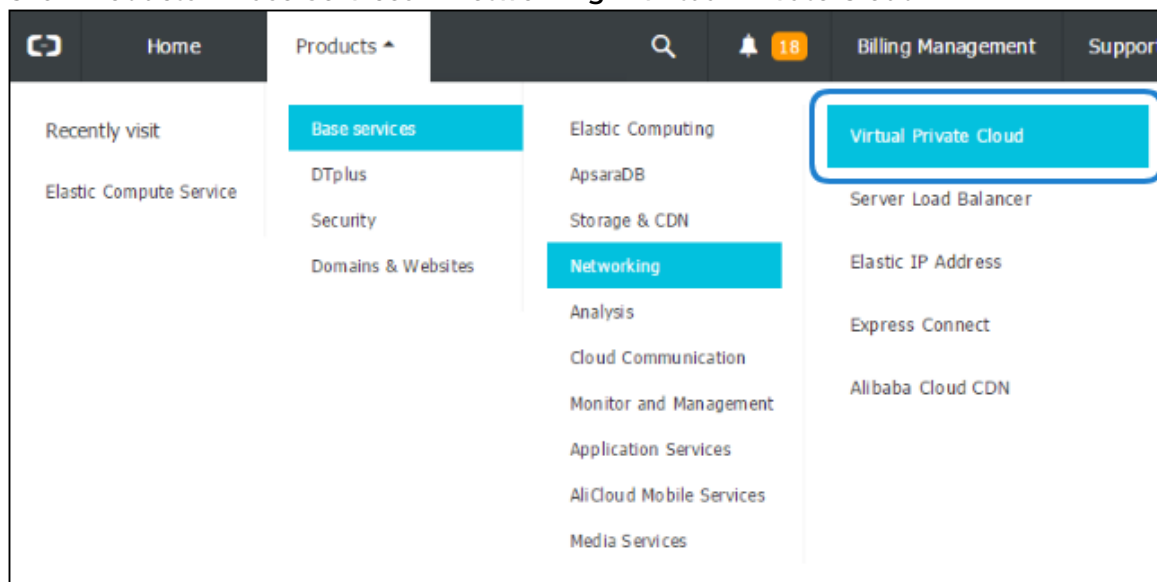 Home
Products
18
Billing Management
Suppor
Recently visit
Elastic Compute Service
Base services
DTplus
Security
Domains & Websites
Elastic Computing
ApsaraDB
Storage & CDN
Networking
Analysis
Cloud Communication
Monitor and Management
Application Services
AliCloud Mobile Services
Media Services
Virtual Private Cloud
Server Load Balancer
Elastic IP Address
Express Connect
Alibaba Cloud CDN